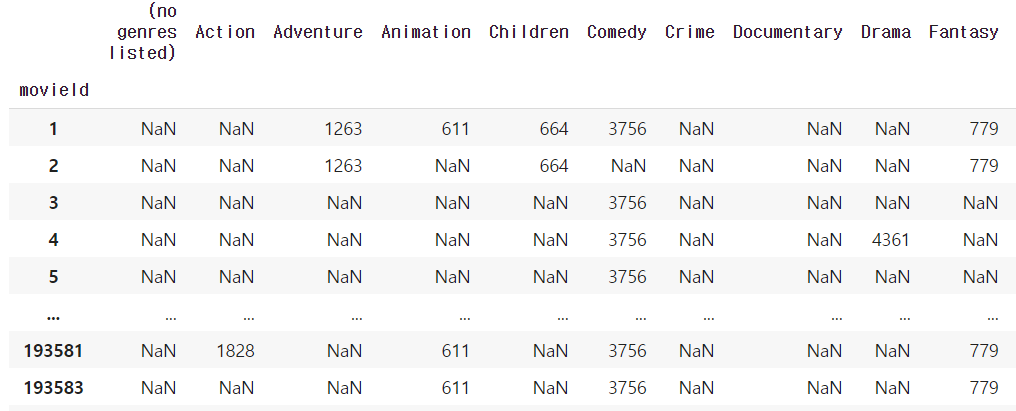 (no genres listed) Action Adventure Animation Children Comedy Crime Documentary Drama Fantasy
movieId
1 NaN NaN 1263 611 664 3756 NaN NaN NaN 779
2 NaN NaN 1263 NaN 664 NaN NaN NaN NaN 779
3 NaN NaN NaN NaN NaN 3756 NaN NaN NaN NaN
4 NaN NaN NaN NaN NaN 3756 NaN NaN 4361 NaN
5 NaN NaN NaN NaN NaN 3756 NaN NaN NaN NaN
... ... ... ... ... ... ... ... ... ... ...
193581 NaN 1828 NaN 611 NaN 3756 NaN NaN NaN 779
193583 NaN NaN NaN 611 NaN 3756 NaN NaN NaN 779